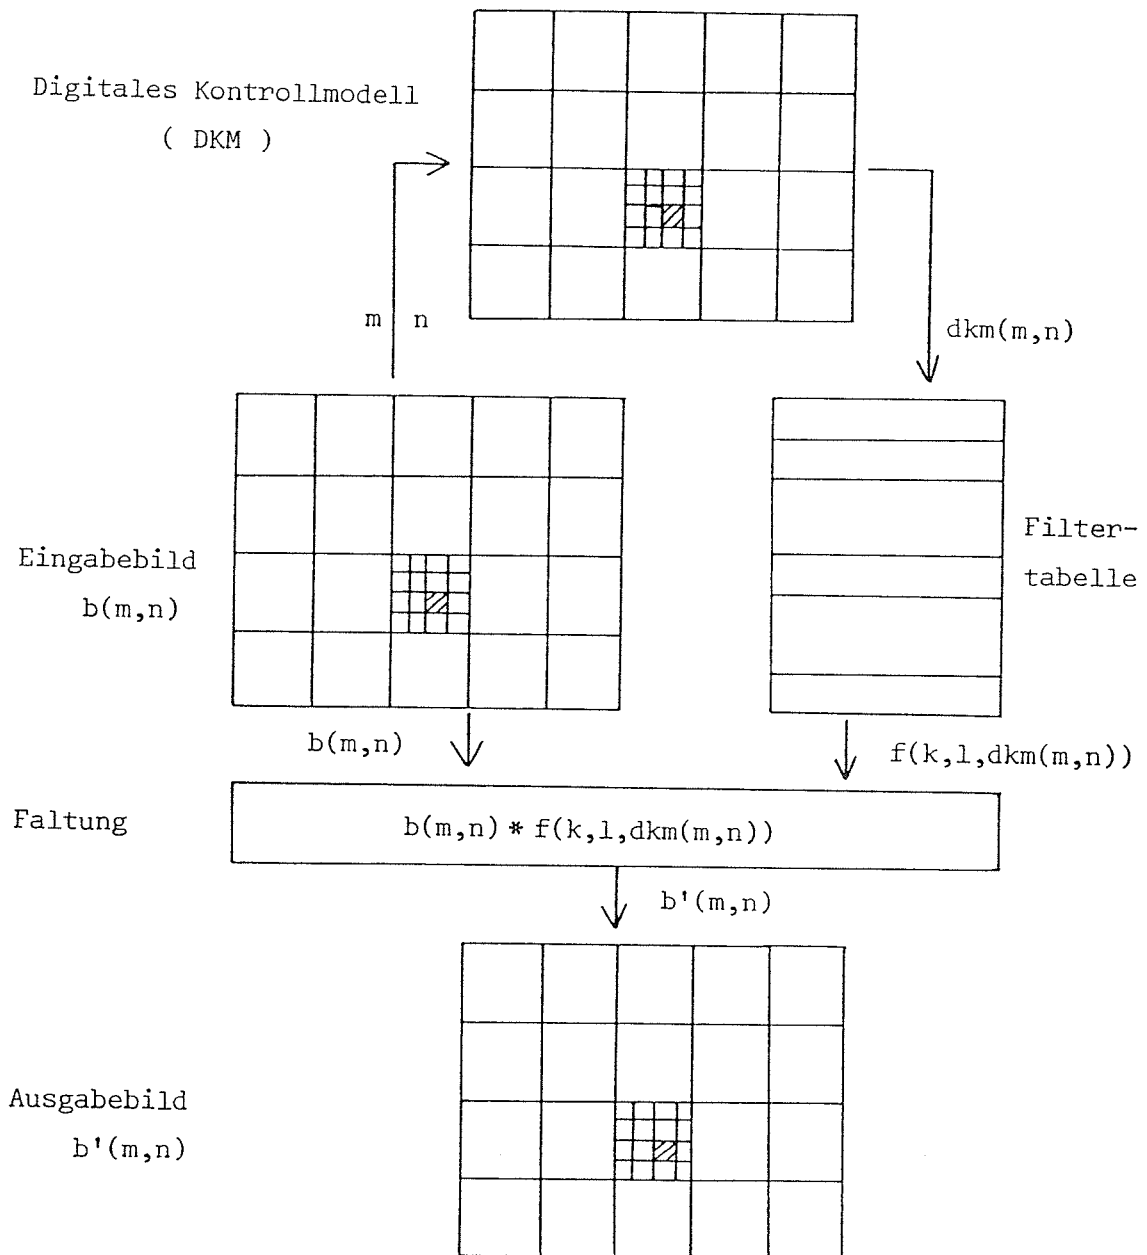 Digitales Kontrollmodell
( DKM )
m n
dkm(m,n)
Eingabebild
b(m,n)
Filter-
tabelle
b(m,n)
f(k,l,dkm(m,n))
Faltung
b(m,n) * f(k,l,dkm(m,n))
b'(m,n)
Ausgabebild
b'(m,n)